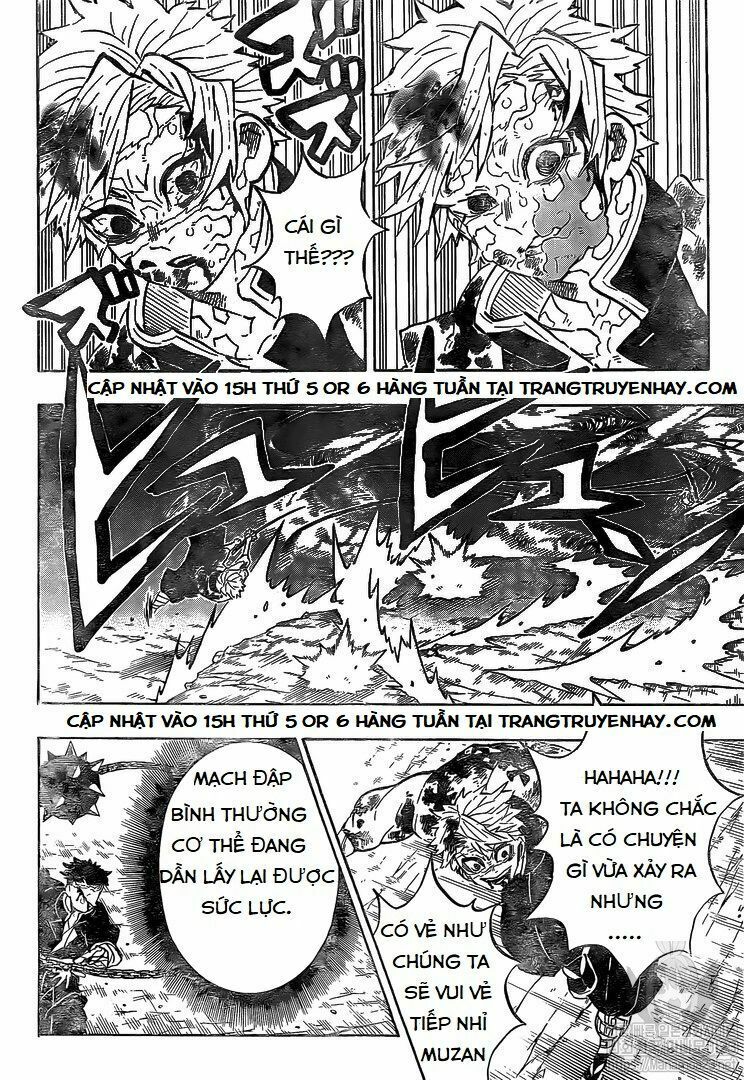 CÁI GÌ
THẾ???
CẬP NHẬT VÀO 15H THỨ 5 OR 6 HÀNG TUẦN TẠI TRANGTRUYENHAY.COM
CẬP NHẬT VÀO 15H THỨ 5 OR 6 HÀNG TUẦN TẠI TRANGTRUYENHAY.COM
MẠCH ĐẬP
BÌNH THƯỜNG
CƠ THỂ ĐANG
DẦN LẤY LẠI ĐƯỢC
SỨC LỰC.
HAHAHA!!!
TA KHÔNG CHẮC
LÀ CÓ CHUYỆN
GÌ VỪA XẢY RA
NHƯNG
.....
CÓ VẺ NHƯ
CHÚNG TA
SẼ VUI VẺ
TIẾP NHỈ
MUZAN